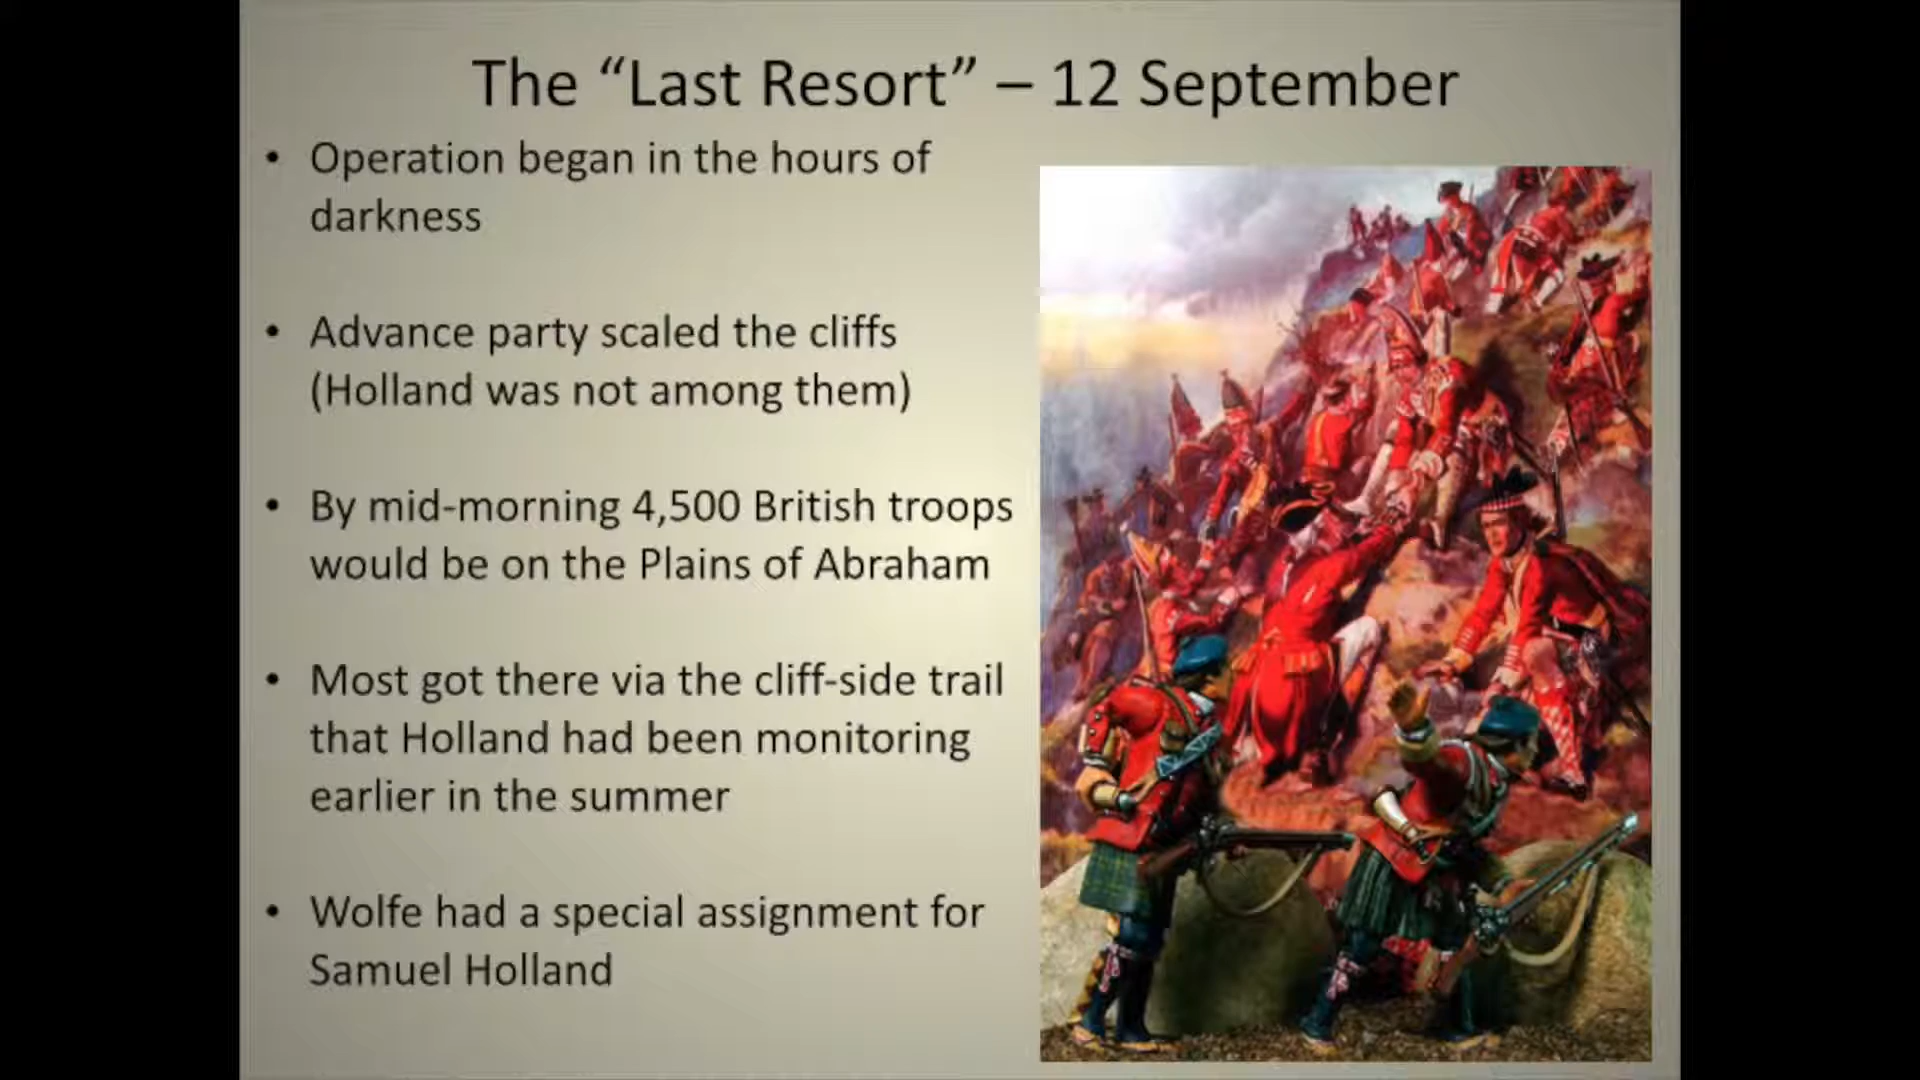 The “Last Resort” – 12 September
• Operation began in the hours of
darkness
• Advance party scaled the cliffs
(Holland was not among them)
• By mid-morning 4,500 British troops
would be on the Plains of Abraham
• Most got there via the cliff-side trail
that Holland had been monitoring
earlier in the summer
• Wolfe had a special assignment for
Samuel Holland